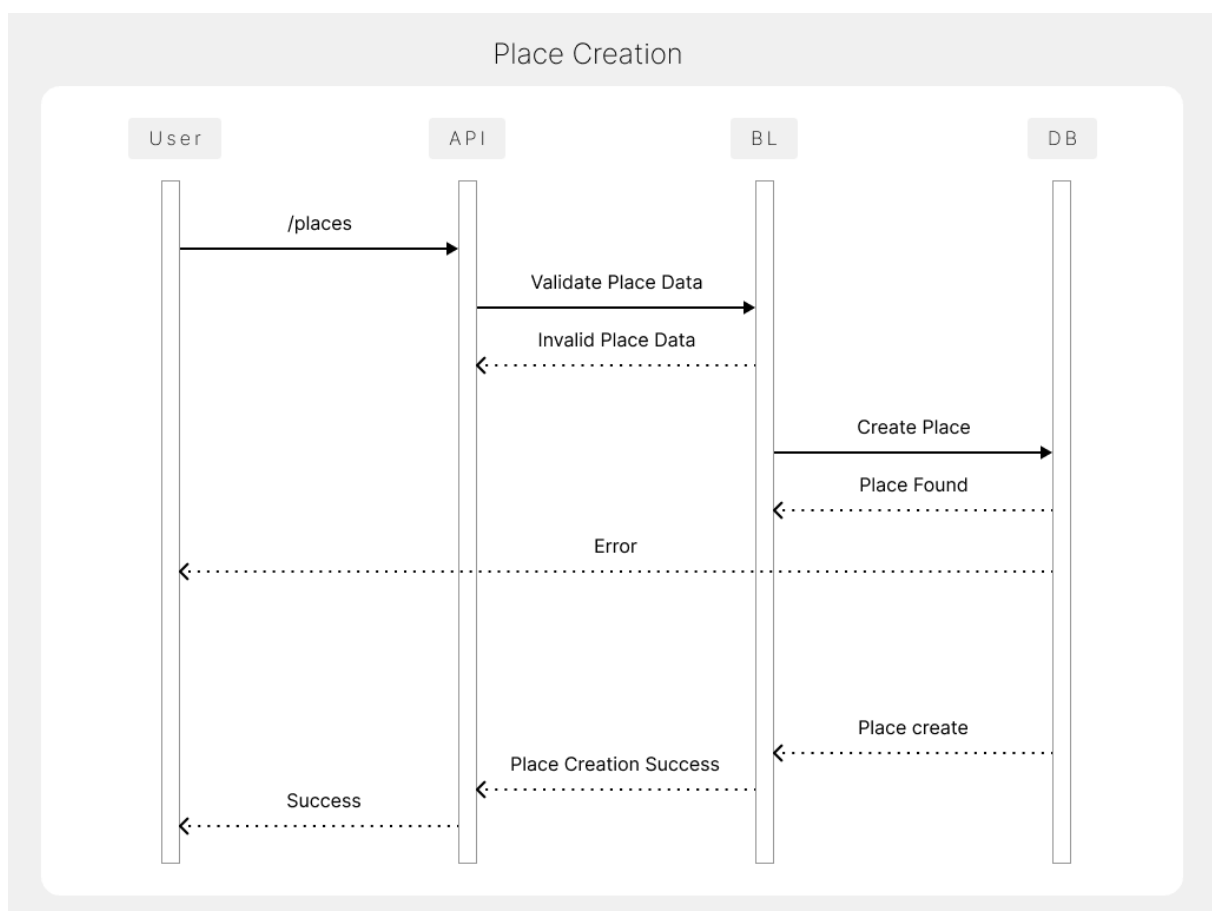 Place Creation
User
API
BL
DB
/places
Validate Place Data
Invalid Place Data
Create Place
Place Found
Error
Place create
Place Creation Success
Success